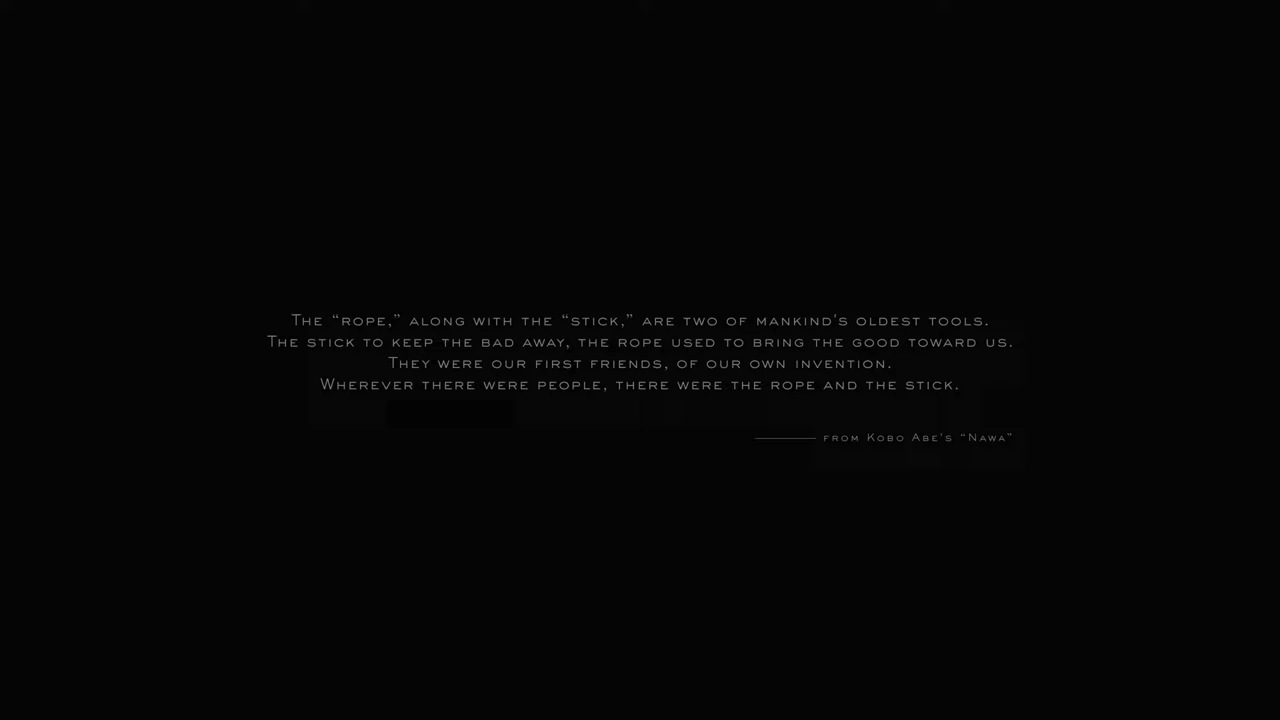 The “rope,” along with the “stick,” are two of mankind's oldest tools.
The stick to keep the bad away, the rope used to bring the good toward us.
They were our first friends, of our own invention.
Wherever there were people, there were the rope and the stick.
from Kobo Abe's “Nawa”